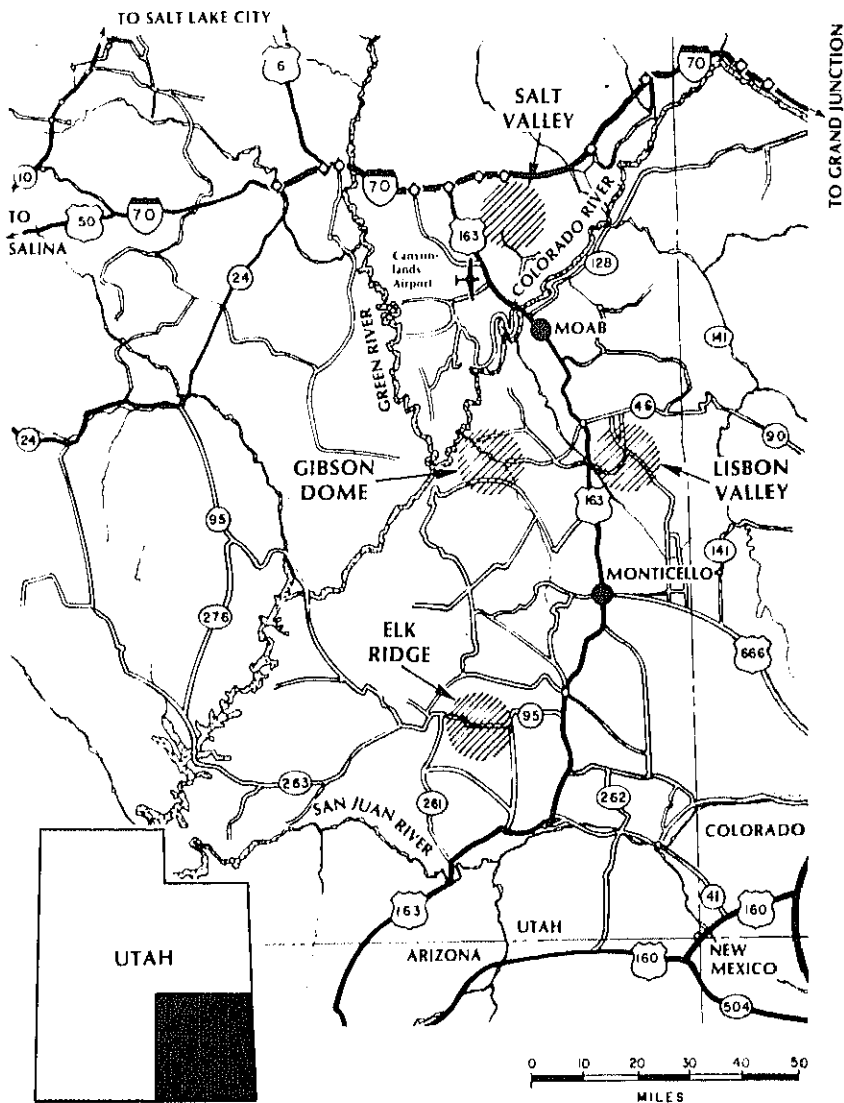 TO SALT LAKE CITY
6
70
TO GRAND JUNCTION
SALT
VALLEY
10
TO
SALINA
50
70
70
163
COLORADO RIVER
128
Canyon-
lands
Airport
24
GREEN RIVER
MOAB
141
46
90
24
GIBSON
DOME
LISBON
VALLEY
95
163
141
MONTICELLO
276
ELK
RIDGE
666
95
263
261
262
SAN JUAN RIVER
COLORADO
41
163
160
UTAH
ARIZONA
160
NEW
MEXICO
504
UTAH
0 10 20 30 40 50
MILES